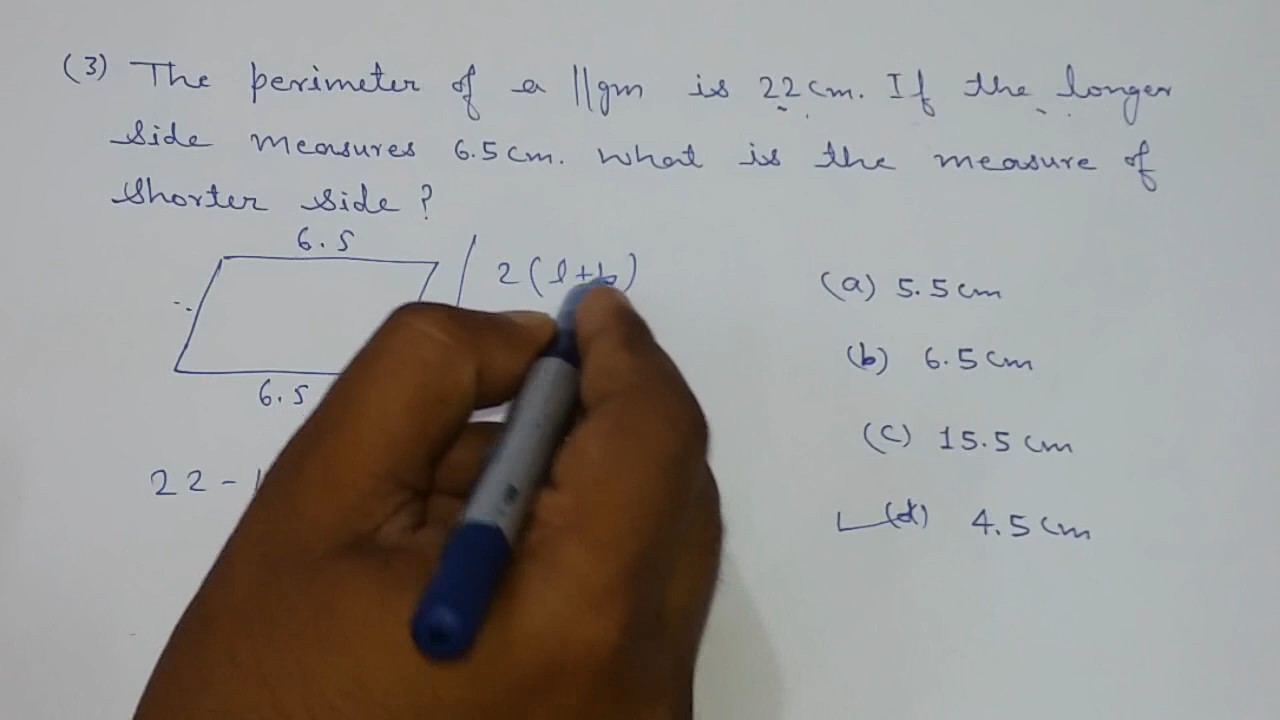 (3) The perimeter of a ||gm is 22cm. If the longer
side measures 6.5cm. what is the measure of
shorter side ?
6.5
2(l+b)
6.5
22-
(a) 5.5cm
(b) 6.5cm
(c) 15.5cm
(d) 4.5cm